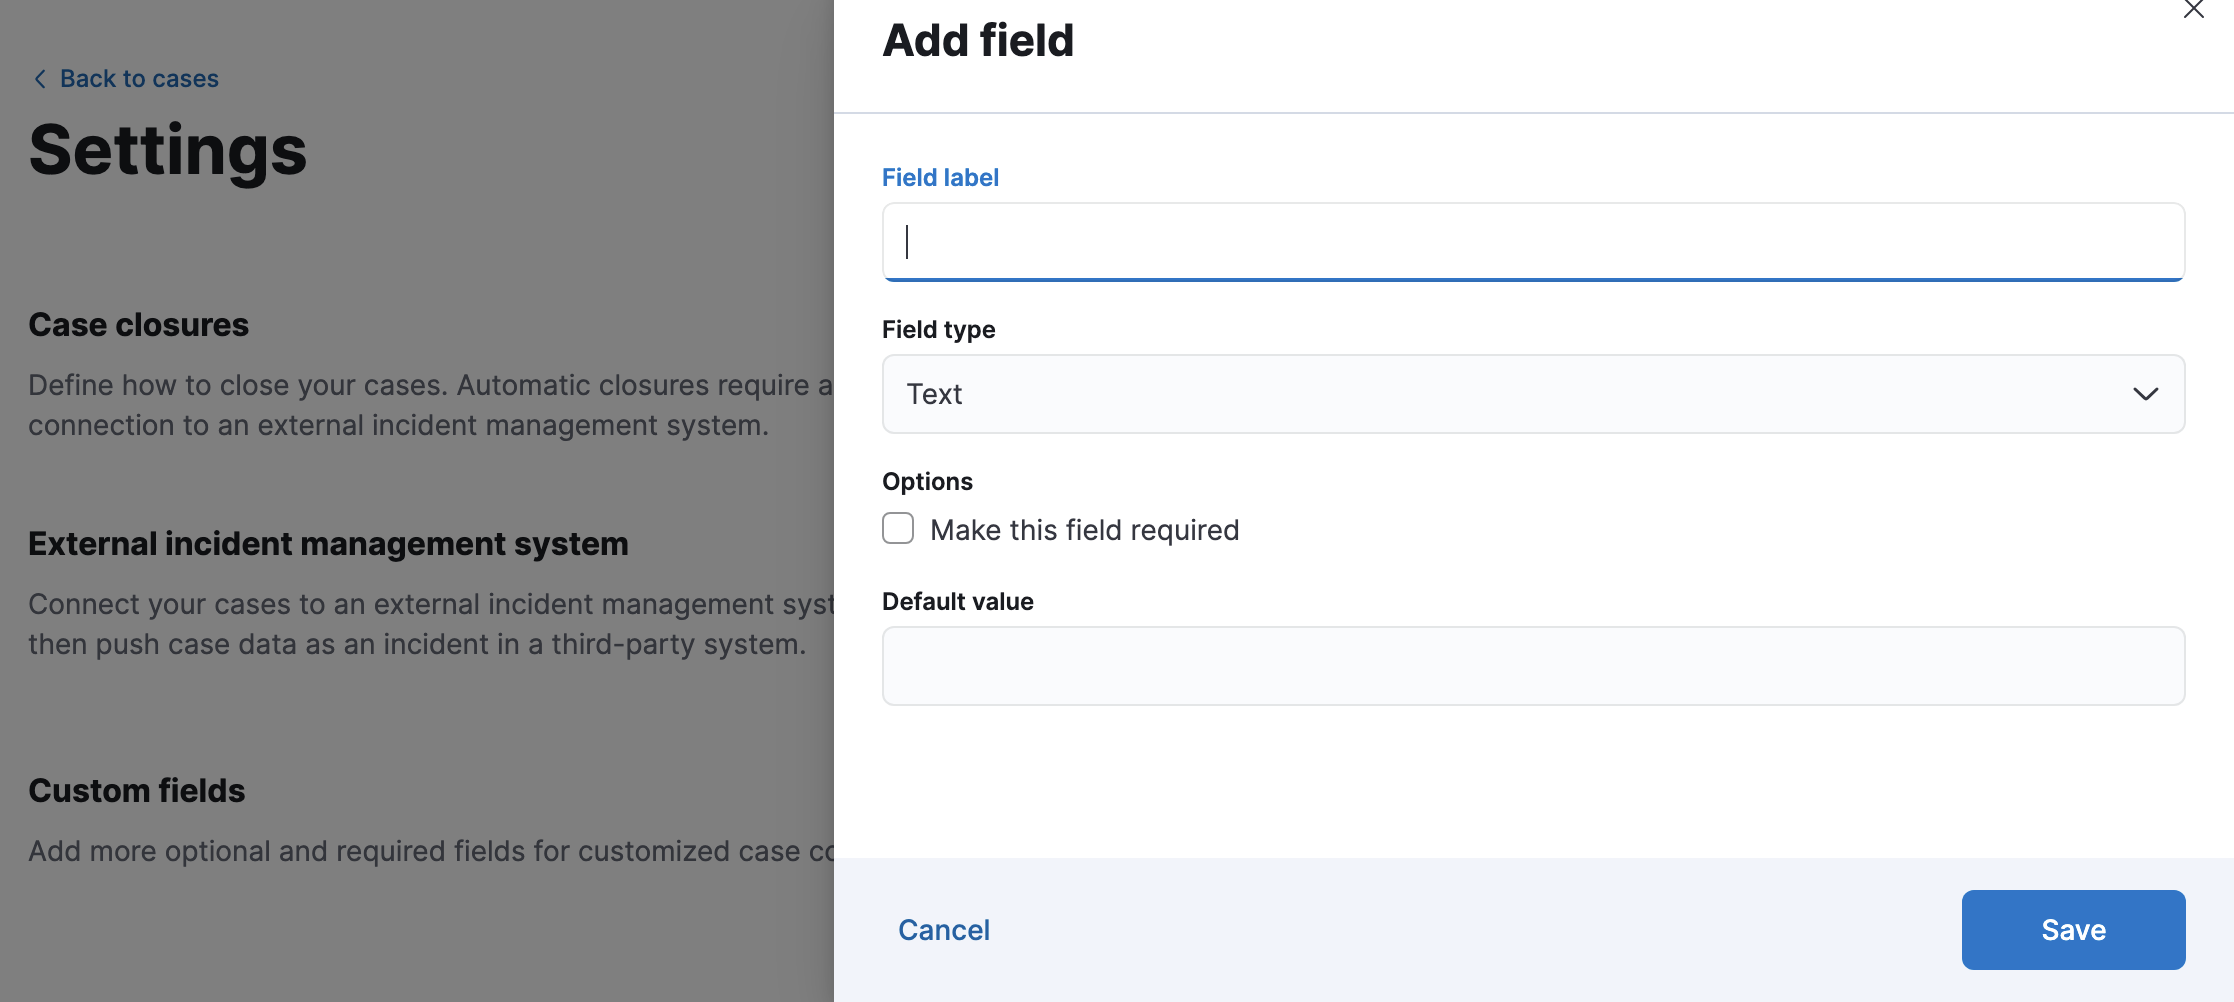 Back to cases
Settings
Case closures
Define how to close your cases. Automatic closures require a
connection to an external incident management system.
External incident management system
Connect your cases to an external incident management syst
then push case data as an incident in a third-party system.
Custom fields
Add more optional and required fields for customized case co
Add field
Field label
Field type
Text
Options
Make this field required
Default value
Cancel
Save